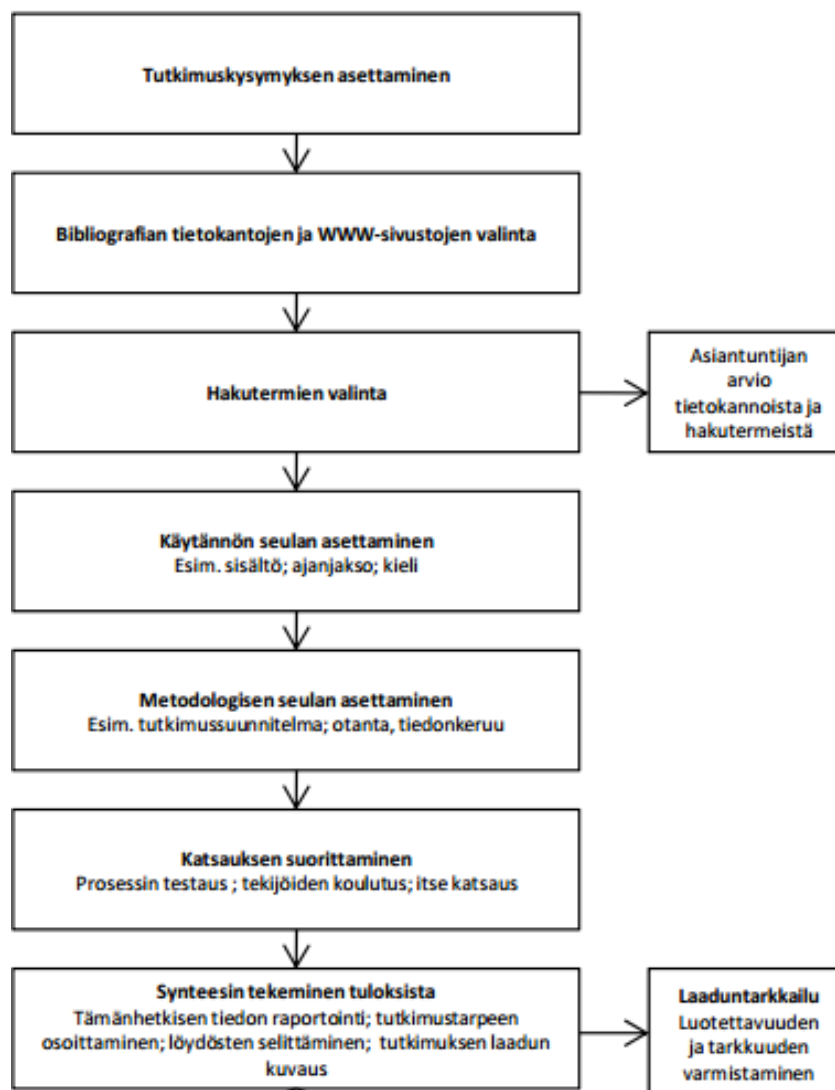 Tutkimuskysymyksen asettaminen
Bibliografian tietokantojen ja WWW-sivustojen valinta
Hakutermien valinta
Asiantuntijan
arvio
tietokannoista ja
hakutermeistä
Käytännön seulan asettaminen
Esim. sisältö; ajanjakso; kieli
Metodologisen seulan asettaminen
Esim. tutkimussuunnitelma; otanta, tiedonkeruu
Katsauksen suorittaminen
Prosessin testaus ; tekijöiden koulutus; itse katsaus
Synteesin tekeminen tuloksista
Tämänhetkisen tiedon raportointi; tutkimustarpeen
osoittaminen; löydösten selittäminen; tutkimuksen laadun
kuvaus
Laaduntarkkailu
Luotettavuuden
ja tarkkuuden
varmistaminen